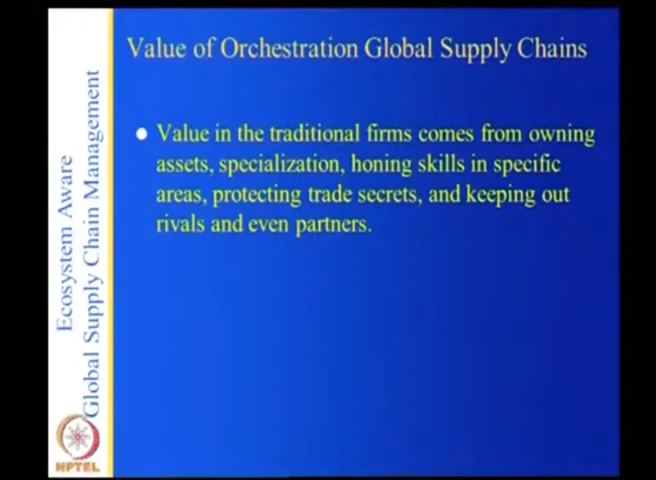 Value of Orchestration Global Supply Chains
Value in the traditional firms comes from owning
assets, specialization, honing skills in specific
areas, protecting trade secrets, and keeping out
rivals and even partners.
Ecosystem Aware
Global Supply Chain Management
NPTEL